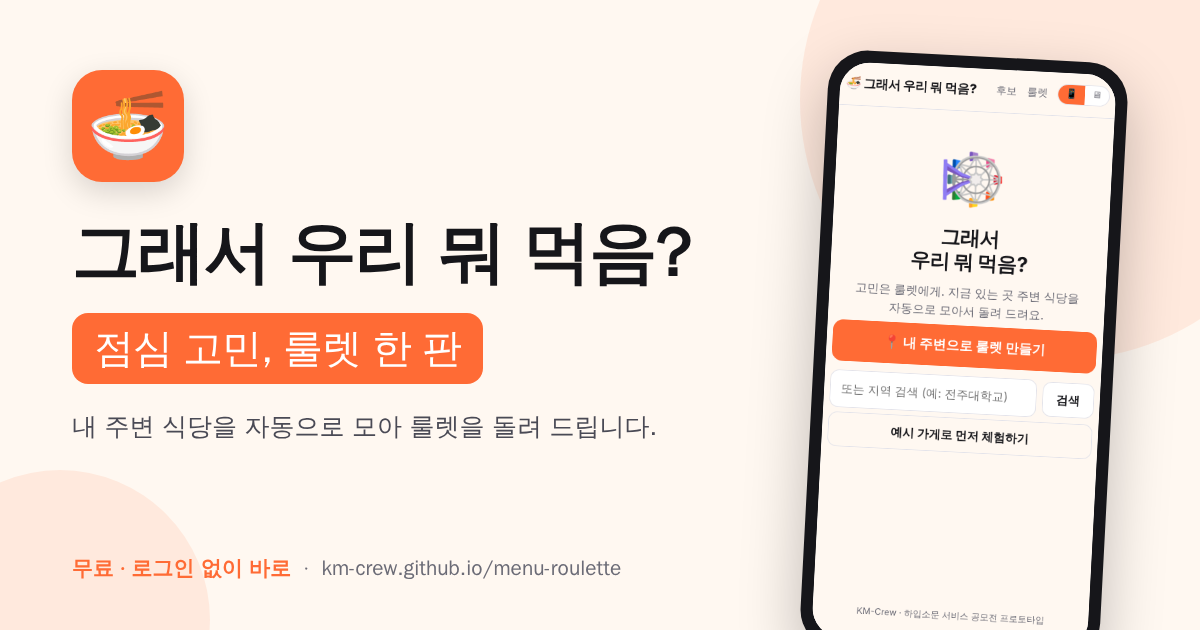 그래서 우리 뭐 먹음?
점심 고민, 룰렛 한 판
내 주변 식당을 자동으로 모아 룰렛을 돌려 드립니다.
무료 · 로그인 없이 바로 · km-crew.github.io/menu-roulette
그래서 우리 뭐 먹음? 후보 룰렛
그래서
우리 뭐 먹음?
고민은 룰렛에게. 지금 있는 곳 주변 식당을
자동으로 모아서 돌려 드려요.
내 주변으로 룰렛 만들기
또는 지역 검색 (예: 전주대학교) 검색
예시 가게로 먼저 체험하기
KM-Crew · 하입소문 서비스 공모전 프로토타입